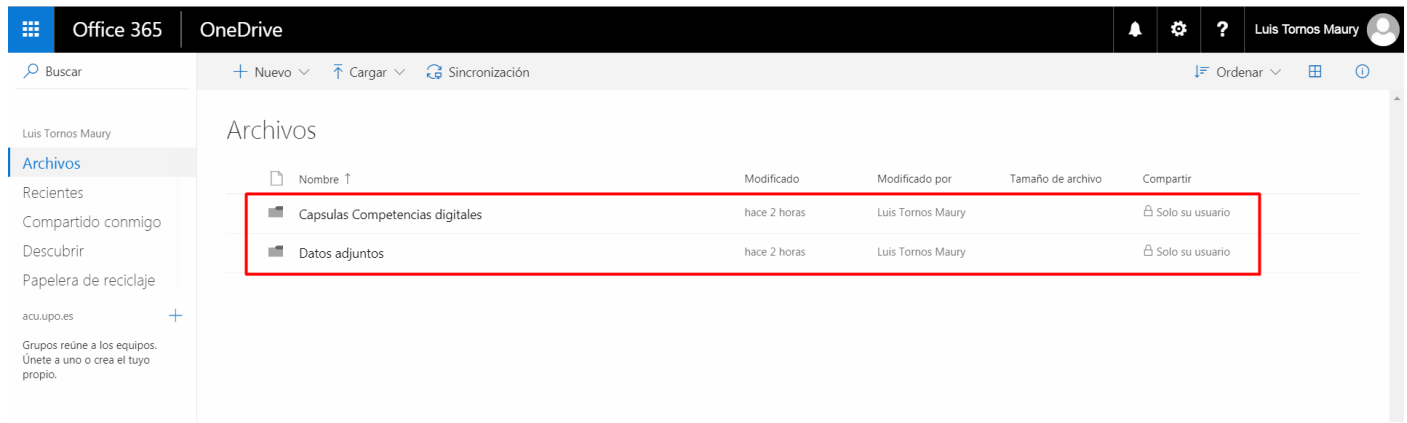 Office 365 OneDrive ? Luis Tornos Maury
Buscar
Nuevo Cargar Sincronización Ordenar
Luis Tornos Maury
Archivos
Recientes
Compartido conmigo
Descubrir
Papelera de reciclaje
acu.upo.es +
Grupos reúne a los equipos.
Únete a uno o crea el tuyo
propio.
Archivos
Nombre ↑ Modificado Modificado por Tamaño de archivo Compartir
Capsulas Competencias digitales hace 2 horas Luis Tornos Maury Solo su usuario
Datos adjuntos hace 2 horas Luis Tornos Maury Solo su usuario